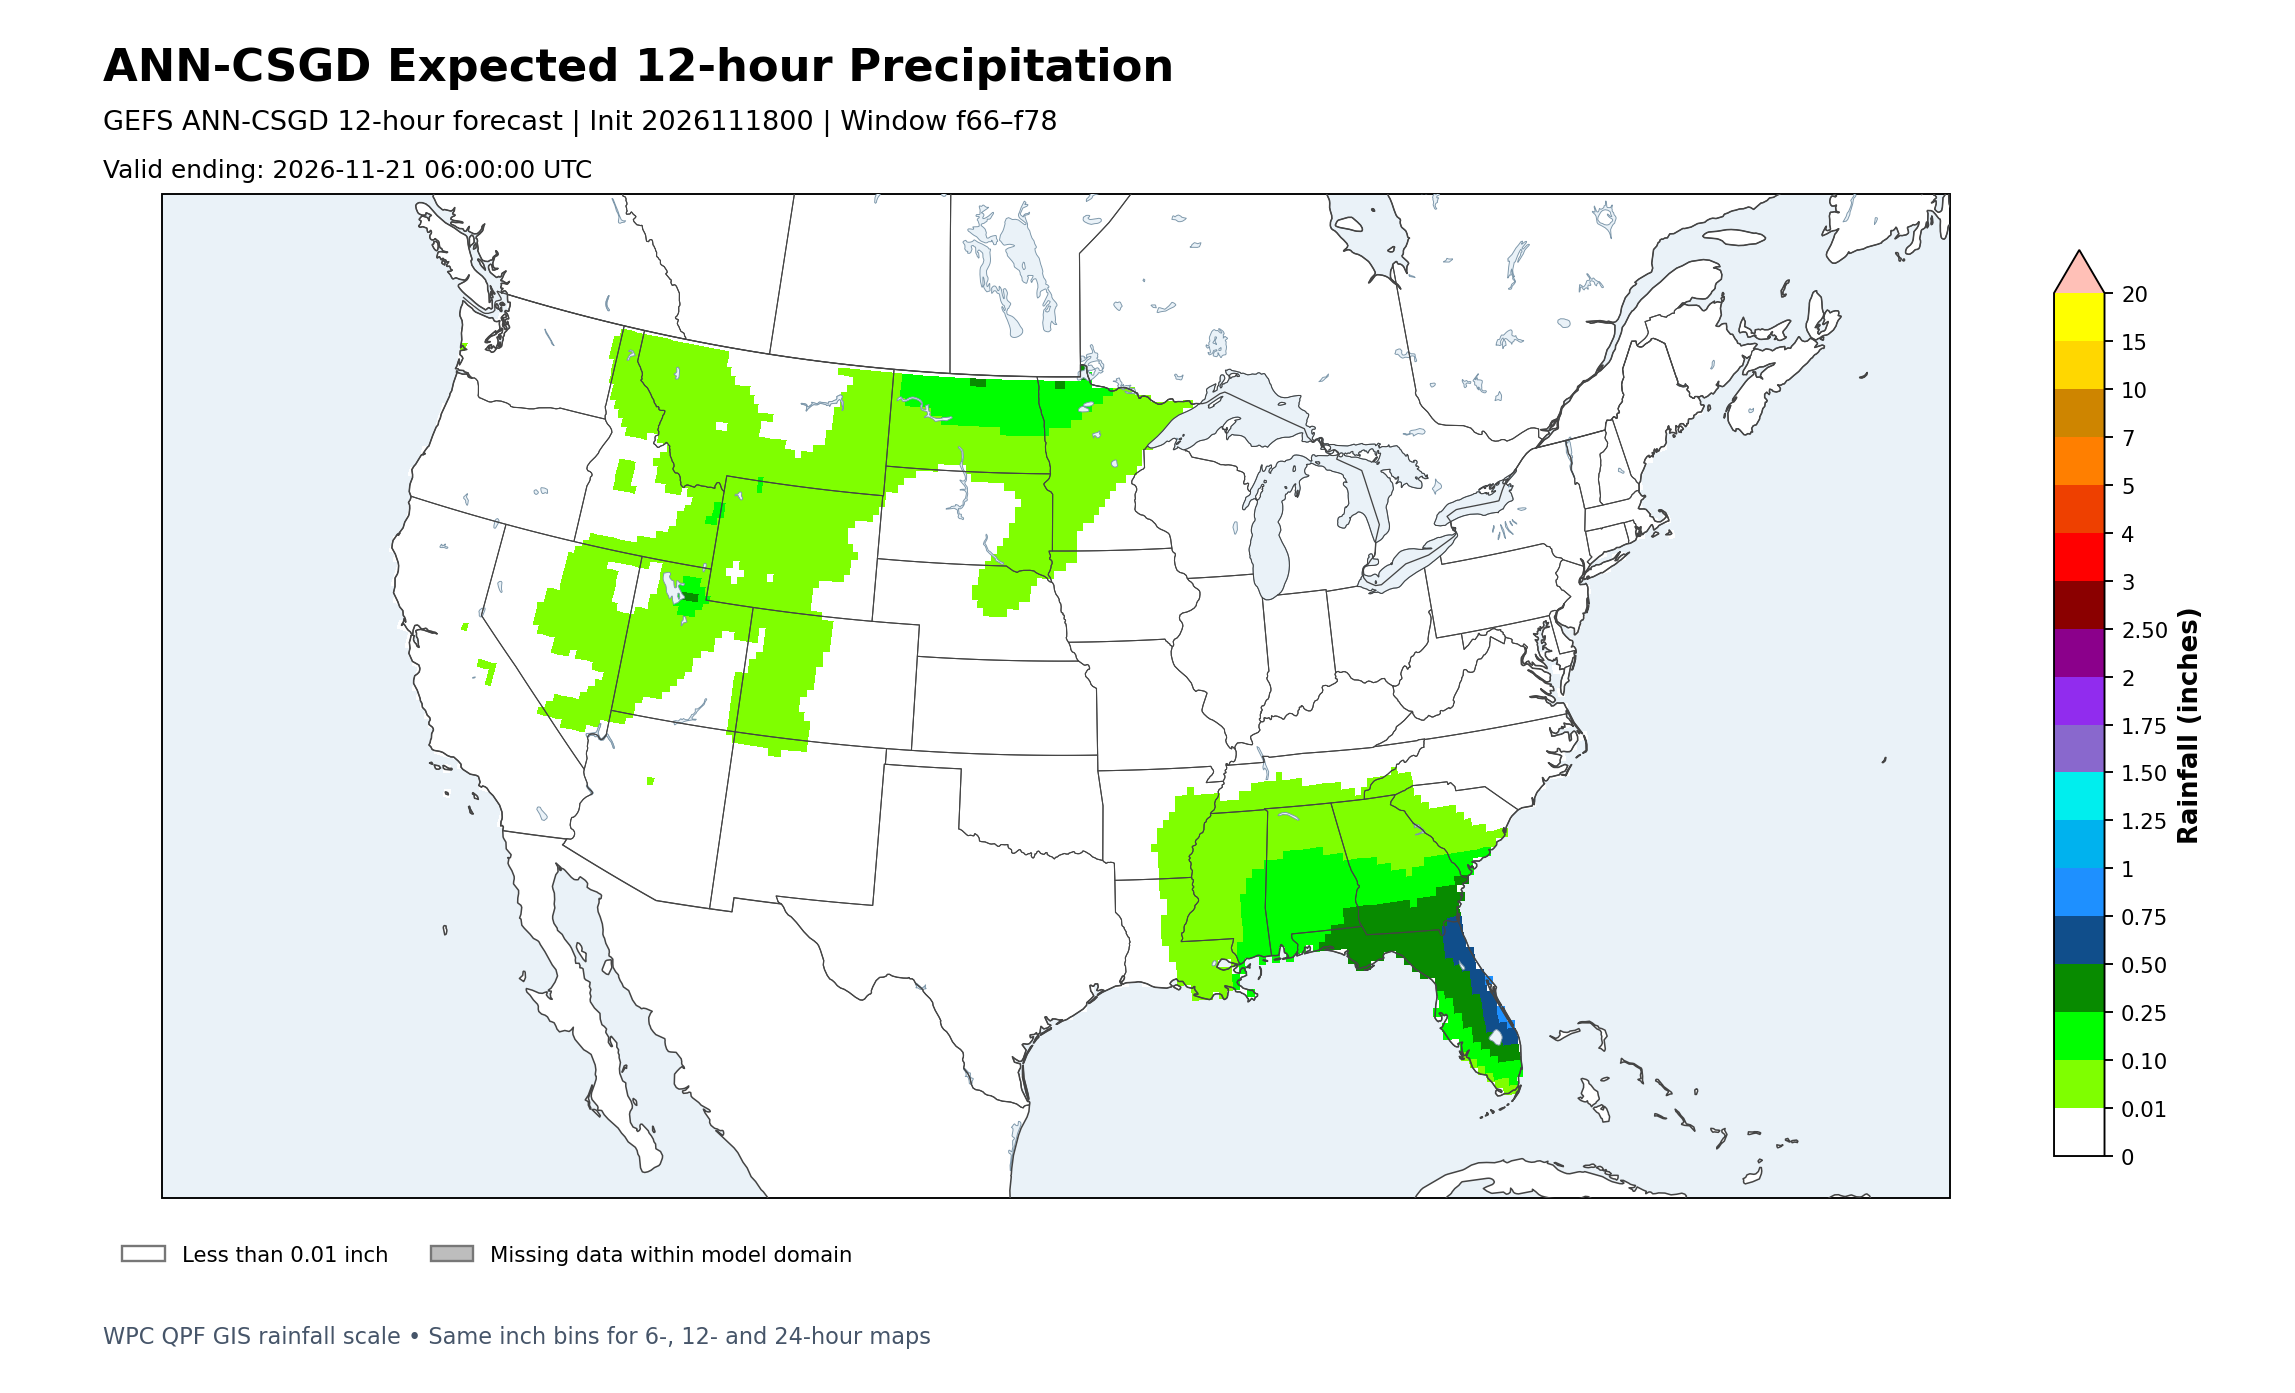 ANN-CSGD Expected 12-hour Precipitation
GEFS ANN-CSGD 12-hour forecast | Init 2026111800 | Window f66–f78
Valid ending: 2026-11-21 06:00:00 UTC
20
15
10
7
5
4
3
2.50
2
1.75
1.50
1.25
1
0.75
0.50
0.25
0.10
0.01
0
Rainfall (inches)
Less than 0.01 inch
Missing data within model domain
WPC QPF GIS rainfall scale • Same inch bins for 6-, 12- and 24-hour maps